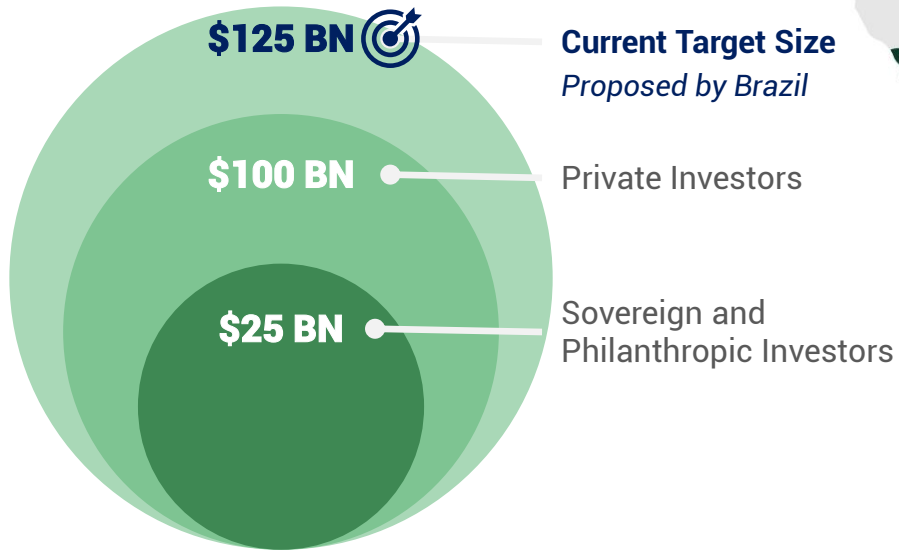 $125 BN
Current Target Size
Proposed by Brazil
$100 BN
Private Investors
$25 BN
Sovereign and
Philanthropic Investors